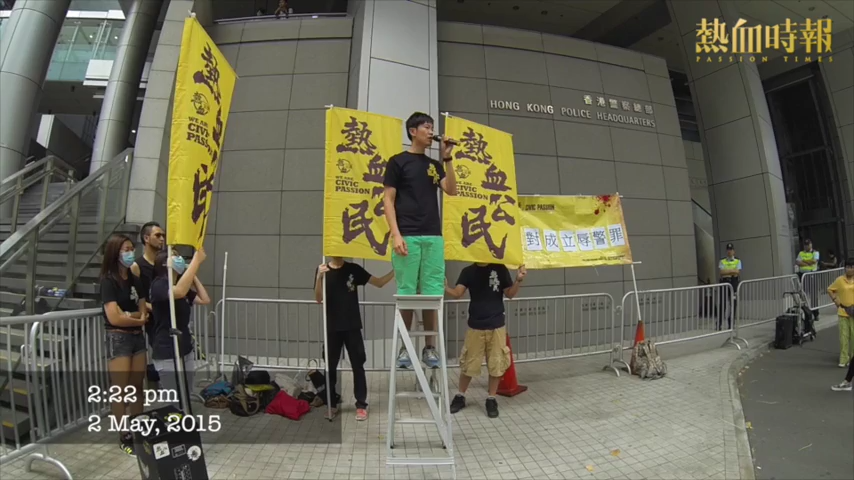 熱血時報
PASSION TIMES
香港警察總部
HONG KONG POLICE HEADQUARTERS
熱血公民
WE ARE
CIVIC
PASSION
熱血公民
WE ARE
CIVIC
PASSION
熱血公民
WE ARE
CIVIC
PASSION
CIVIC PASSION
反對成立辱警罪
2:22 pm
2 May, 2015